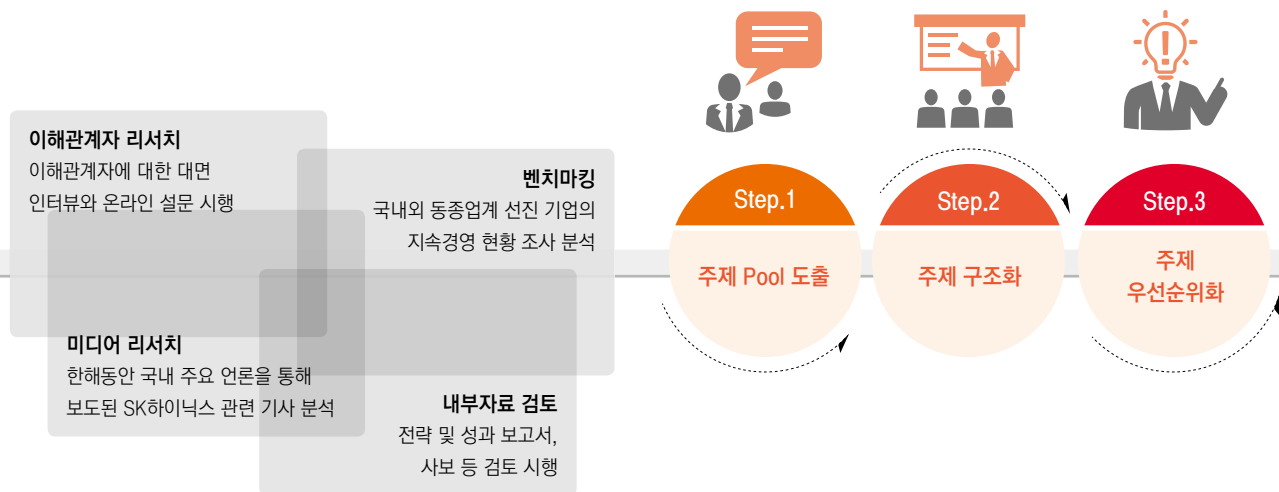 이해관계자 리서치
이해관계자에 대한 대면
인터뷰와 온라인 설문 시행
벤치마킹
국내외 동종업계 선진 기업의
지속경영 현황 조사 분석
미디어 리서치
한해동안 국내 주요 언론을 통해
보도된 SK하이닉스 관련 기사 분석
내부자료 검토
전략 및 성과 보고서,
사보 등 검토 시행
Step.1
주제 Pool 도출
Step.2
주제 구조화
Step.3
주제
우선순위화